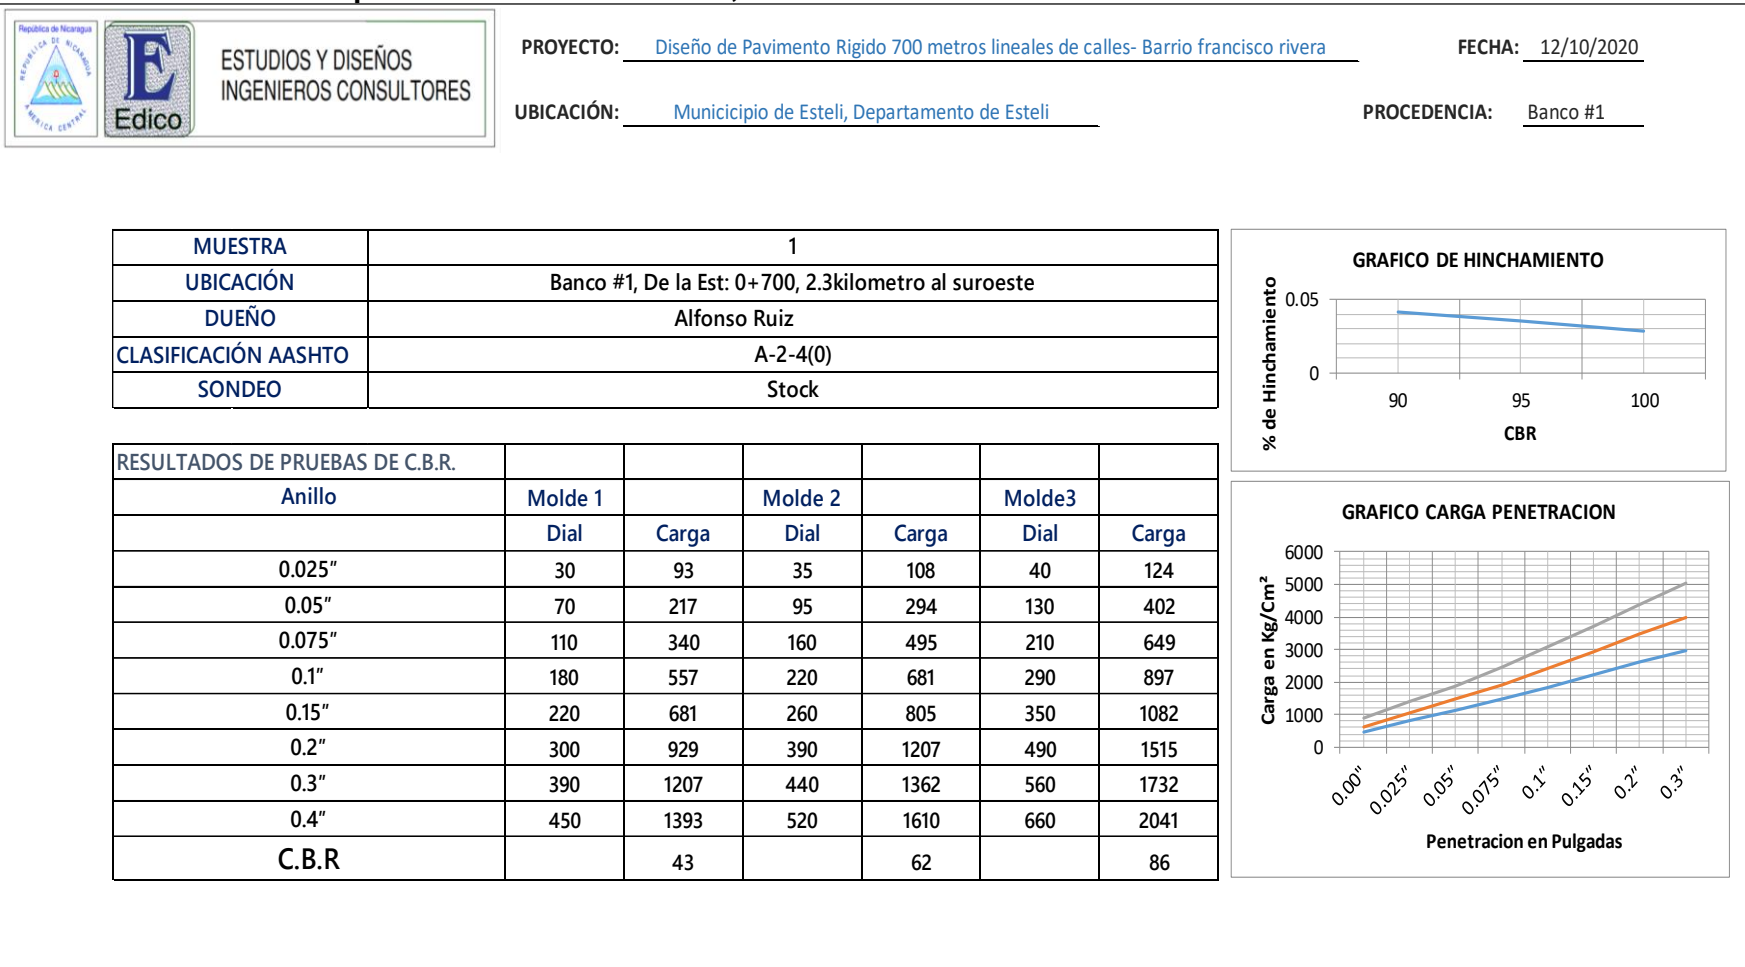 República de Nicaragua
REPUBLICA DE NICARAGUA
AMERICA CENTRAL
E
Edico
ESTUDIOS Y DISEÑOS
INGENIEROS CONSULTORES
PROYECTO: Diseño de Pavimento Rigido 700 metros lineales de calles- Barrio francisco rivera FECHA: 12/10/2020
UBICACIÓN: Municicipio de Esteli, Departamento de Esteli PROCEDENCIA: Banco #1
MUESTRA 1
UBICACIÓN Banco #1, De la Est: 0+700, 2.3kilometro al suroeste
DUEÑO Alfonso Ruiz
CLASIFICACIÓN AASHTO A-2-4(0)
SONDEO Stock
RESULTADOS DE PRUEBAS DE C.B.R.
Anillo Molde 1 Molde 2 Molde3
Dial Carga Dial Carga Dial Carga
0.025" 30 93 35 108 40 124
0.05" 70 217 95 294 130 402
0.075" 110 340 160 495 210 649
0.1" 180 557 220 681 290 897
0.15" 220 681 260 805 350 1082
0.2" 300 929 390 1207 490 1515
0.3" 390 1207 440 1362 560 1732
0.4" 450 1393 520 1610 660 2041
C.B.R 43 62 86
GRAFICO DE HINCHAMIENTO
% de Hinchamiento
0.05
0
90 95 100
CBR
GRAFICO CARGA PENETRACION
Carga en Kg/Cm²
6000
5000
4000
3000
2000
1000
0
0.00" 0.025" 0.05" 0.075" 0.1" 0.15" 0.2" 0.3"
Penetracion en Pulgadas